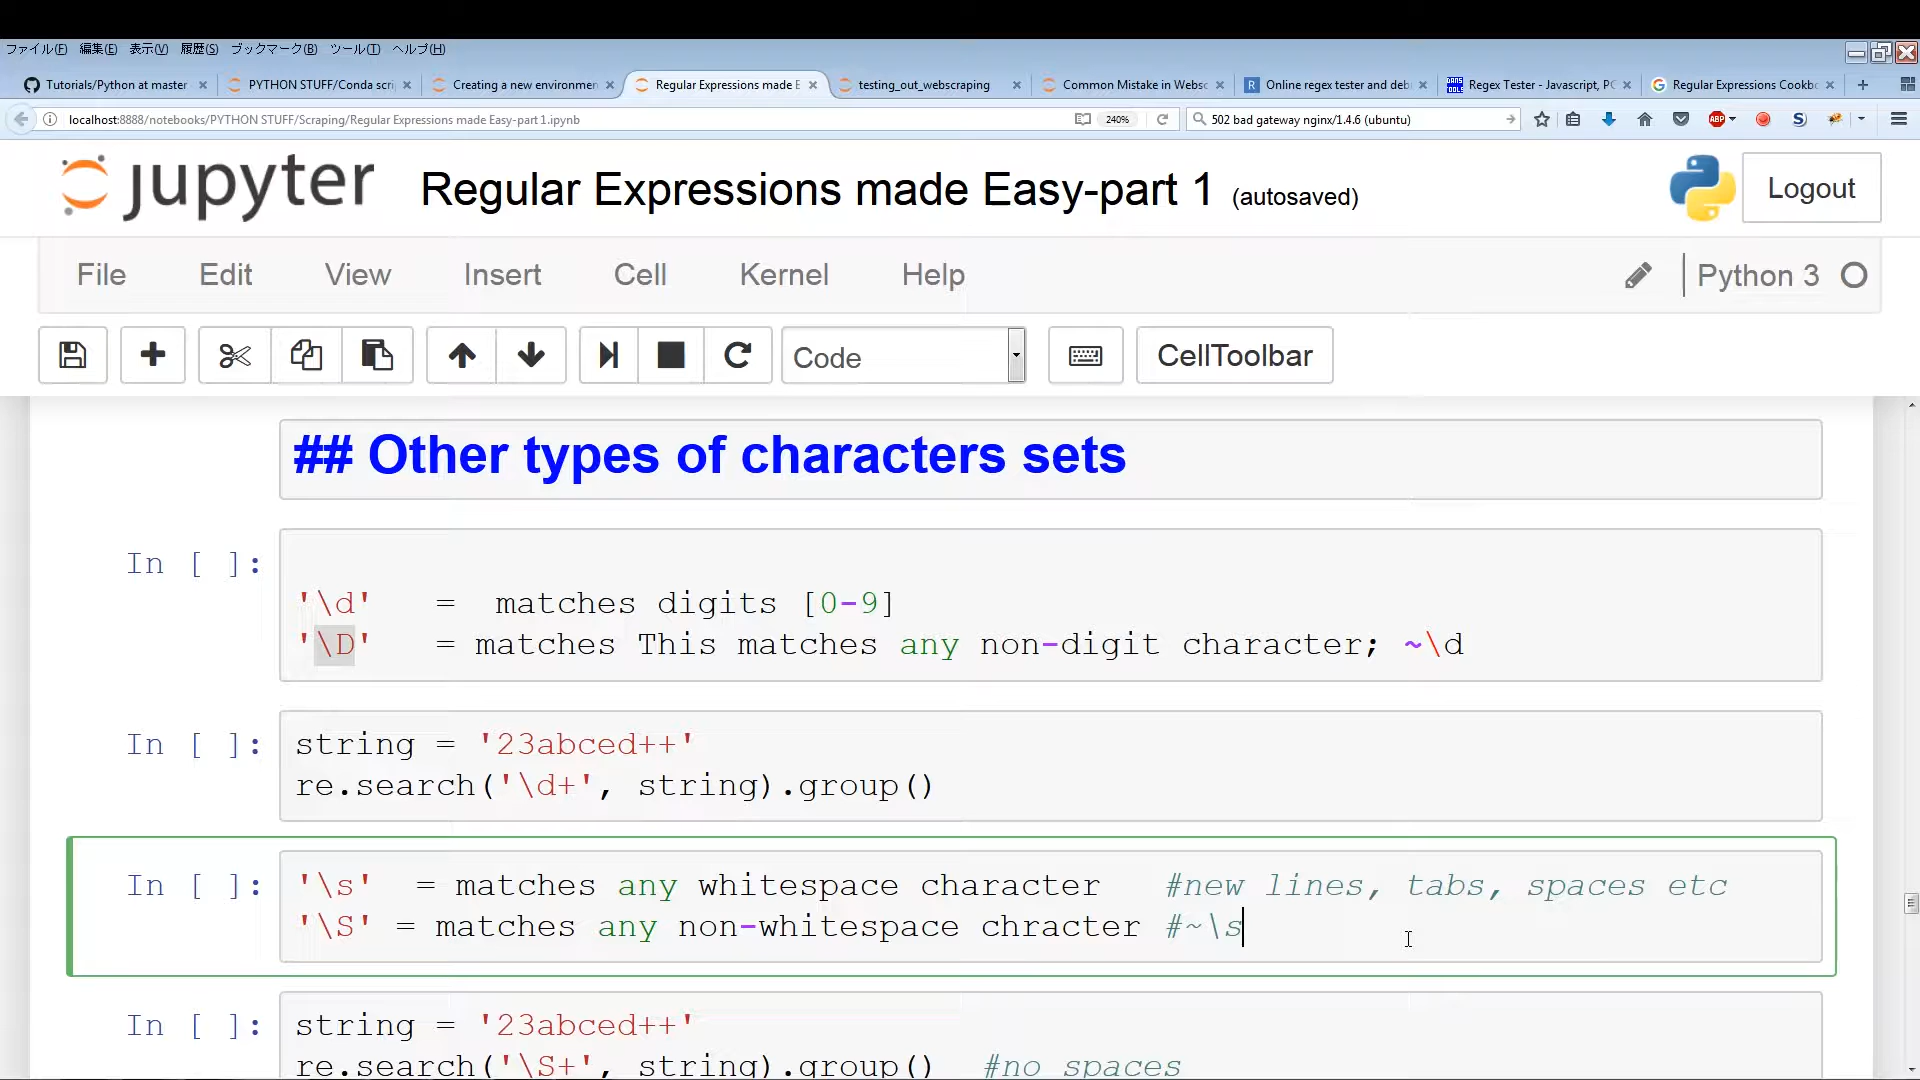 ファイル(F) 編集(E) 表示(V) 履歴(S) ブックマーク(B) ツール(T) ヘルプ(H)
Tutorials/Python at master PYTHON STUFF/Conda scri Creating a new environmen Regular Expressions made E testing_out_webscraping Common Mistake in Websc Online regex tester and deb Regex Tester - Javascript, PC Regular Expressions Cookbo
localhost:8888/notebooks/PYTHON STUFF/Scraping/Regular Expressions made Easy-part 1.ipynb 240% 502 bad gateway nginx/1.4.6 (ubuntu)
jupyter Regular Expressions made Easy-part 1 (autosaved) Logout
File Edit View Insert Cell Kernel Help Python 3
Code CellToolbar
## Other types of characters sets
In [ ]:
'\d' = matches digits [0-9]
'\D' = matches This matches any non-digit character; ~\d
In [ ]: string = '23abced++'
re.search('\d+', string).group()
In [ ]: '\s' = matches any whitespace character #new lines, tabs, spaces etc
'\S' = matches any non-whitespace chracter #~\s
In [ ]: string = '23abced++'
re.search('\S+', string).group() #no spaces